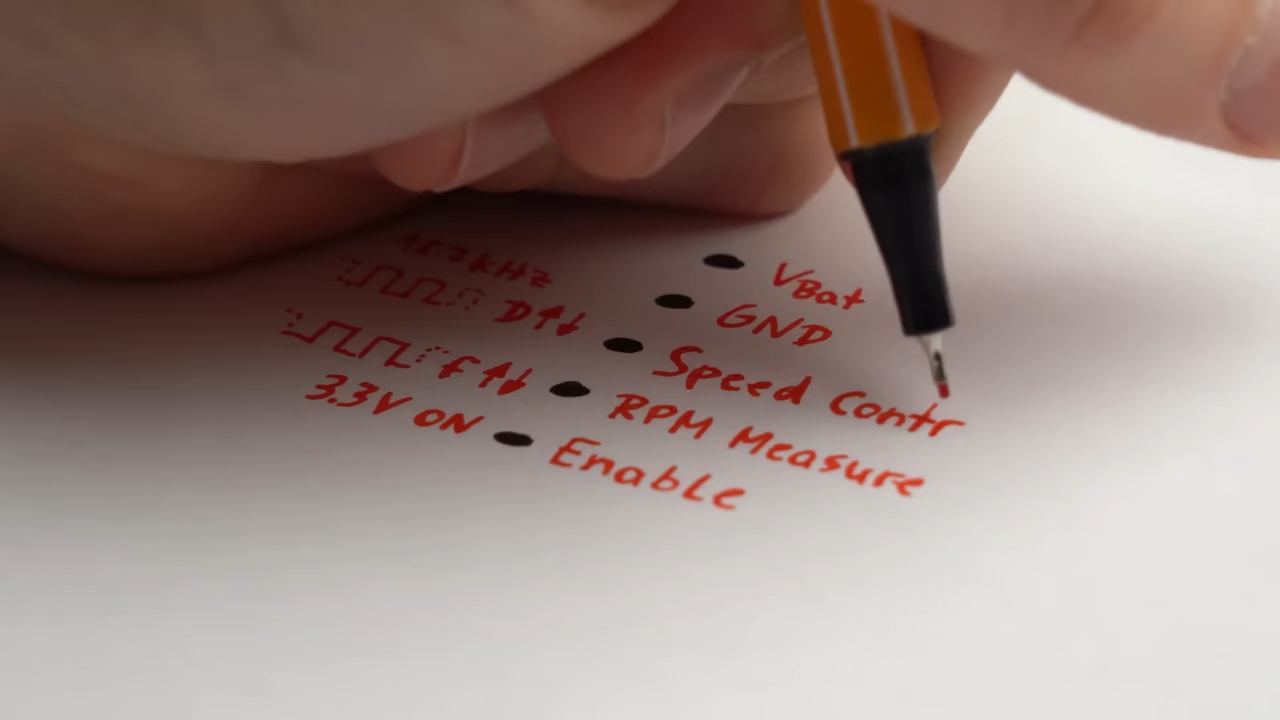 VBat
GND
Speed Contr
RPM Measure
Enable
D↑↓
f↑↓
3.3V ON